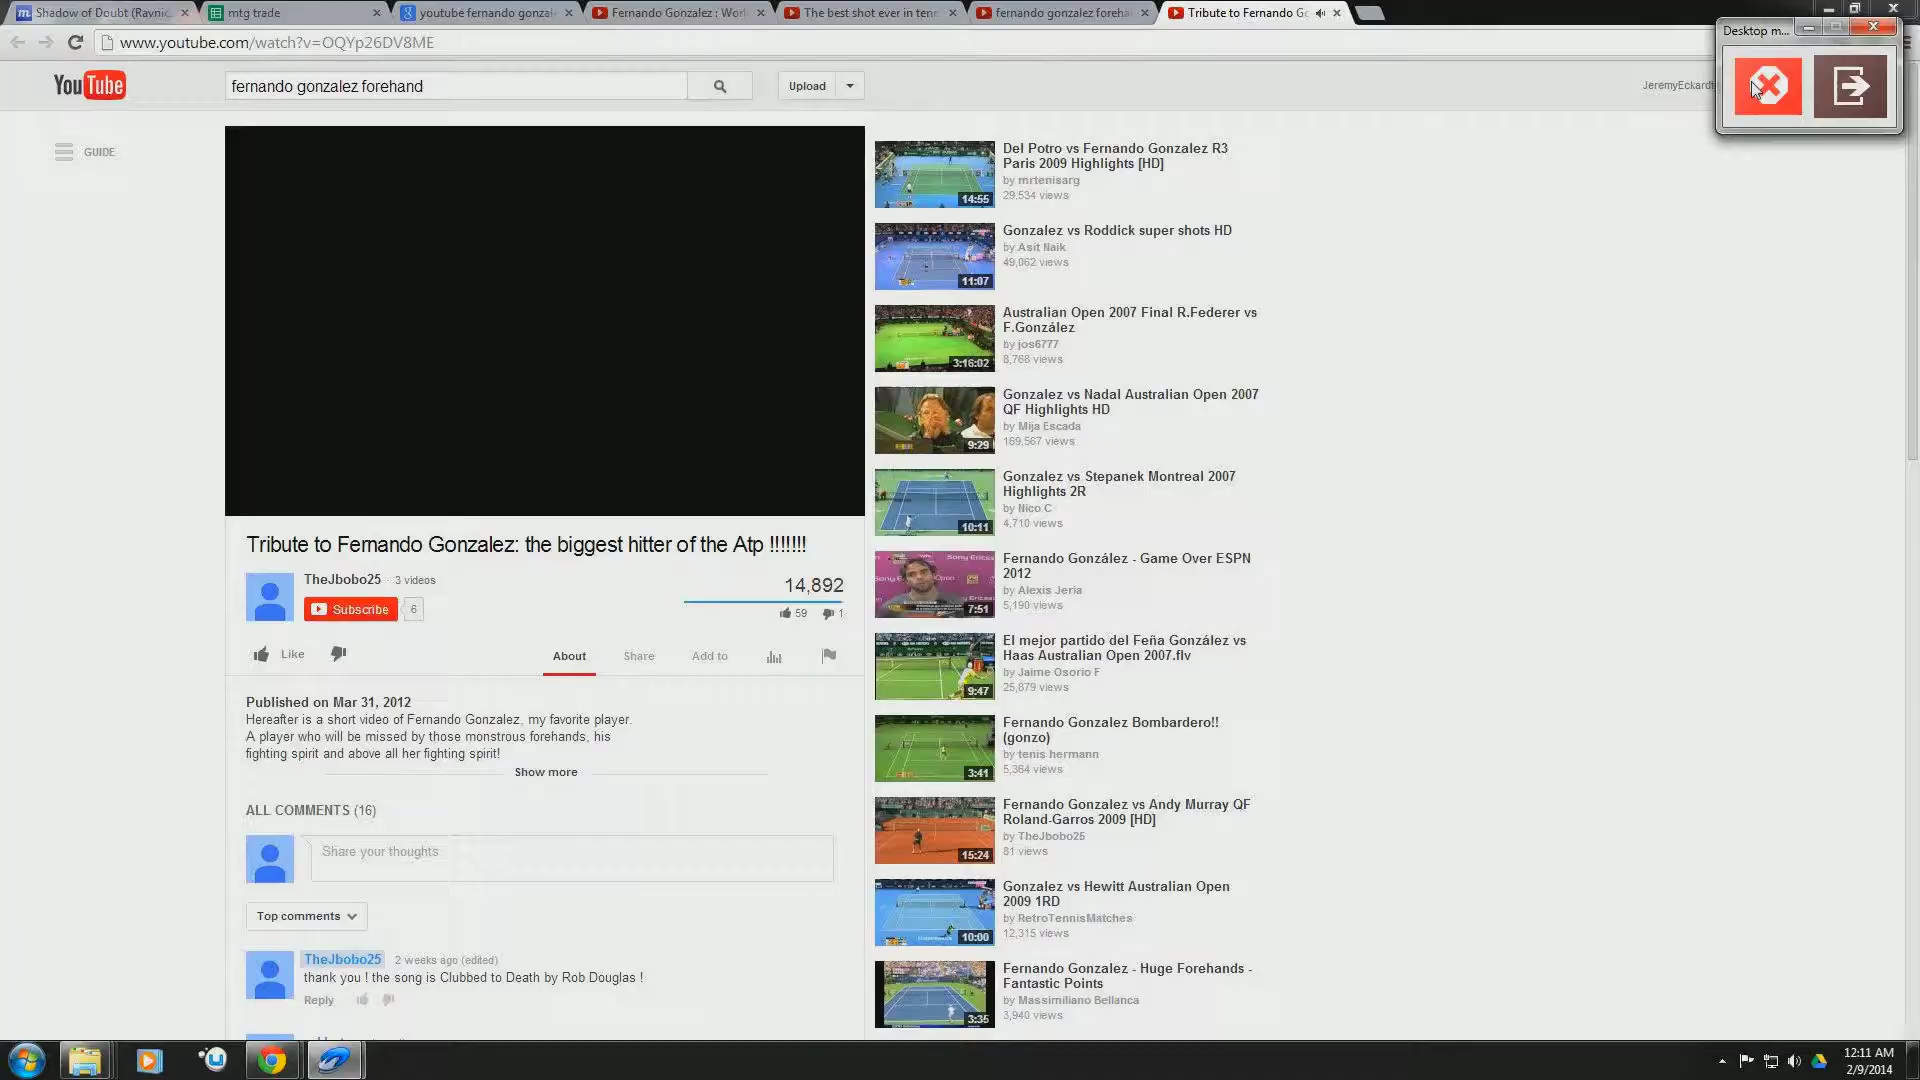 Shadow of Doubt (Ravnic
mtg trade
youtube fernando gonzal
Fernando Gonzalez : Worl
The best shot ever in tenn
fernando gonzalez foreha
Tribute to Fernando Go
Desktop m...
www.youtube.com/watch?v=OQYp26DV8ME
YouTube
fernando gonzalez forehand
Upload
JeremyEckardt
GUIDE
Del Potro vs Fernando Gonzalez R3
Paris 2009 Highlights [HD]
by mrtenisarg
29,534 views
14:55
Gonzalez vs Roddick super shots HD
by Asit Naik
49,062 views
11:07
Australian Open 2007 Final R.Federer vs
F.González
by jos6777
8,768 views
3:16:02
Gonzalez vs Nadal Australian Open 2007
QF Highlights HD
by Mija Escada
169,567 views
9:29
Gonzalez vs Stepanek Montreal 2007
Highlights 2R
by Nico C
4,710 views
10:11
Fernando González - Game Over ESPN
2012
by Alexis Jeria
5,190 views
7:51
El mejor partido del Feña González vs
Haas Australian Open 2007.flv
by Jaime Osorio F
25,879 views
9:47
Fernando Gonzalez Bombardero!!
(gonzo)
by tenis hermann
5,364 views
3:41
Fernando Gonzalez vs Andy Murray QF
Roland-Garros 2009 [HD]
by TheJbobo25
81 views
15:24
Gonzalez vs Hewitt Australian Open
2009 1RD
by RetroTennisMatches
12,315 views
10:00
Fernando Gonzalez - Huge Forehands -
Fantastic Points
by Massimiliano Bellanca
3,940 views
3:35
Tribute to Fernando Gonzalez: the biggest hitter of the Atp !!!!!!!
TheJbobo25 · 3 videos
Subscribe 6
14,892
59 1
Like
About Share Add to
Published on Mar 31, 2012
Hereafter is a short video of Fernando Gonzalez, my favorite player.
A player who will be missed by those monstrous forehands, his
fighting spirit and above all her fighting spirit!
Show more
ALL COMMENTS (16)
Share your thoughts
Top comments
TheJbobo25 2 weeks ago (edited)
thank you ! the song is Clubbed to Death by Rob Douglas !
Reply
12:11 AM
2/9/2014